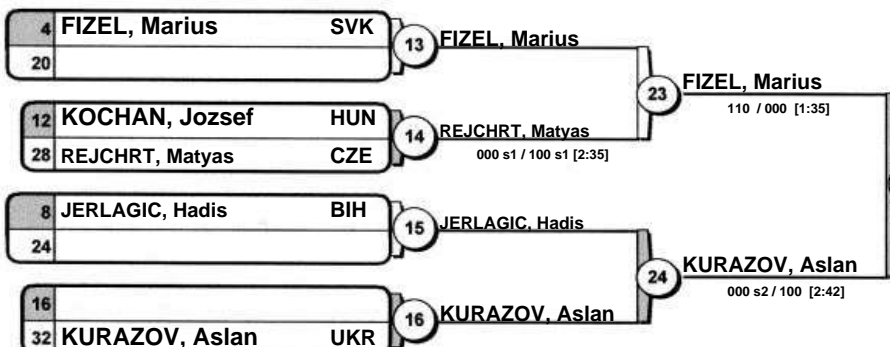 4 FIZEL, Marius SVK
20
13 FIZEL, Marius
12 KOCHAN, Jozsef HUN
28 REJCHRT, Matyas CZE
14 REJCHRT, Matyas
000 s1 / 100 s1 [2:35]
23 FIZEL, Marius
110 / 000 [1:35]
8 JERLAGIC, Hadis BIH
24
15 JERLAGIC, Hadis
16
32 KURAZOV, Aslan UKR
16 KURAZOV, Aslan
24 KURAZOV, Aslan
000 s2 / 100 [2:42]